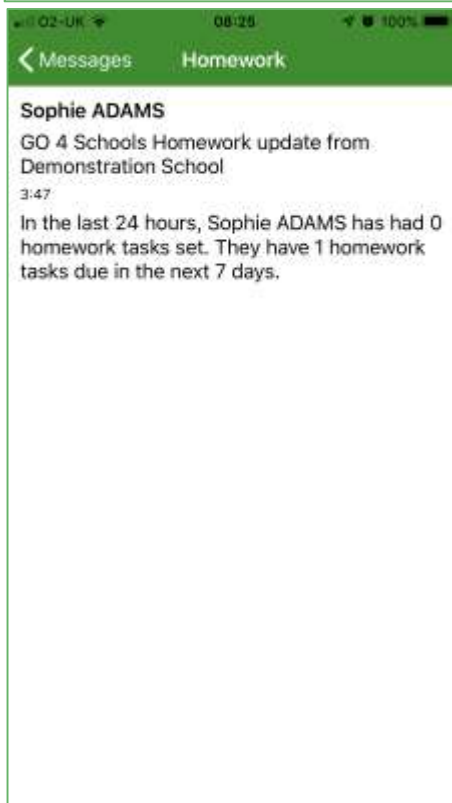 O2-UK 08:25 100%
Messages Homework
Sophie ADAMS
GO 4 Schools Homework update from
Demonstration School
3:47
In the last 24 hours, Sophie ADAMS has had 0
homework tasks set. They have 1 homework
tasks due in the next 7 days.